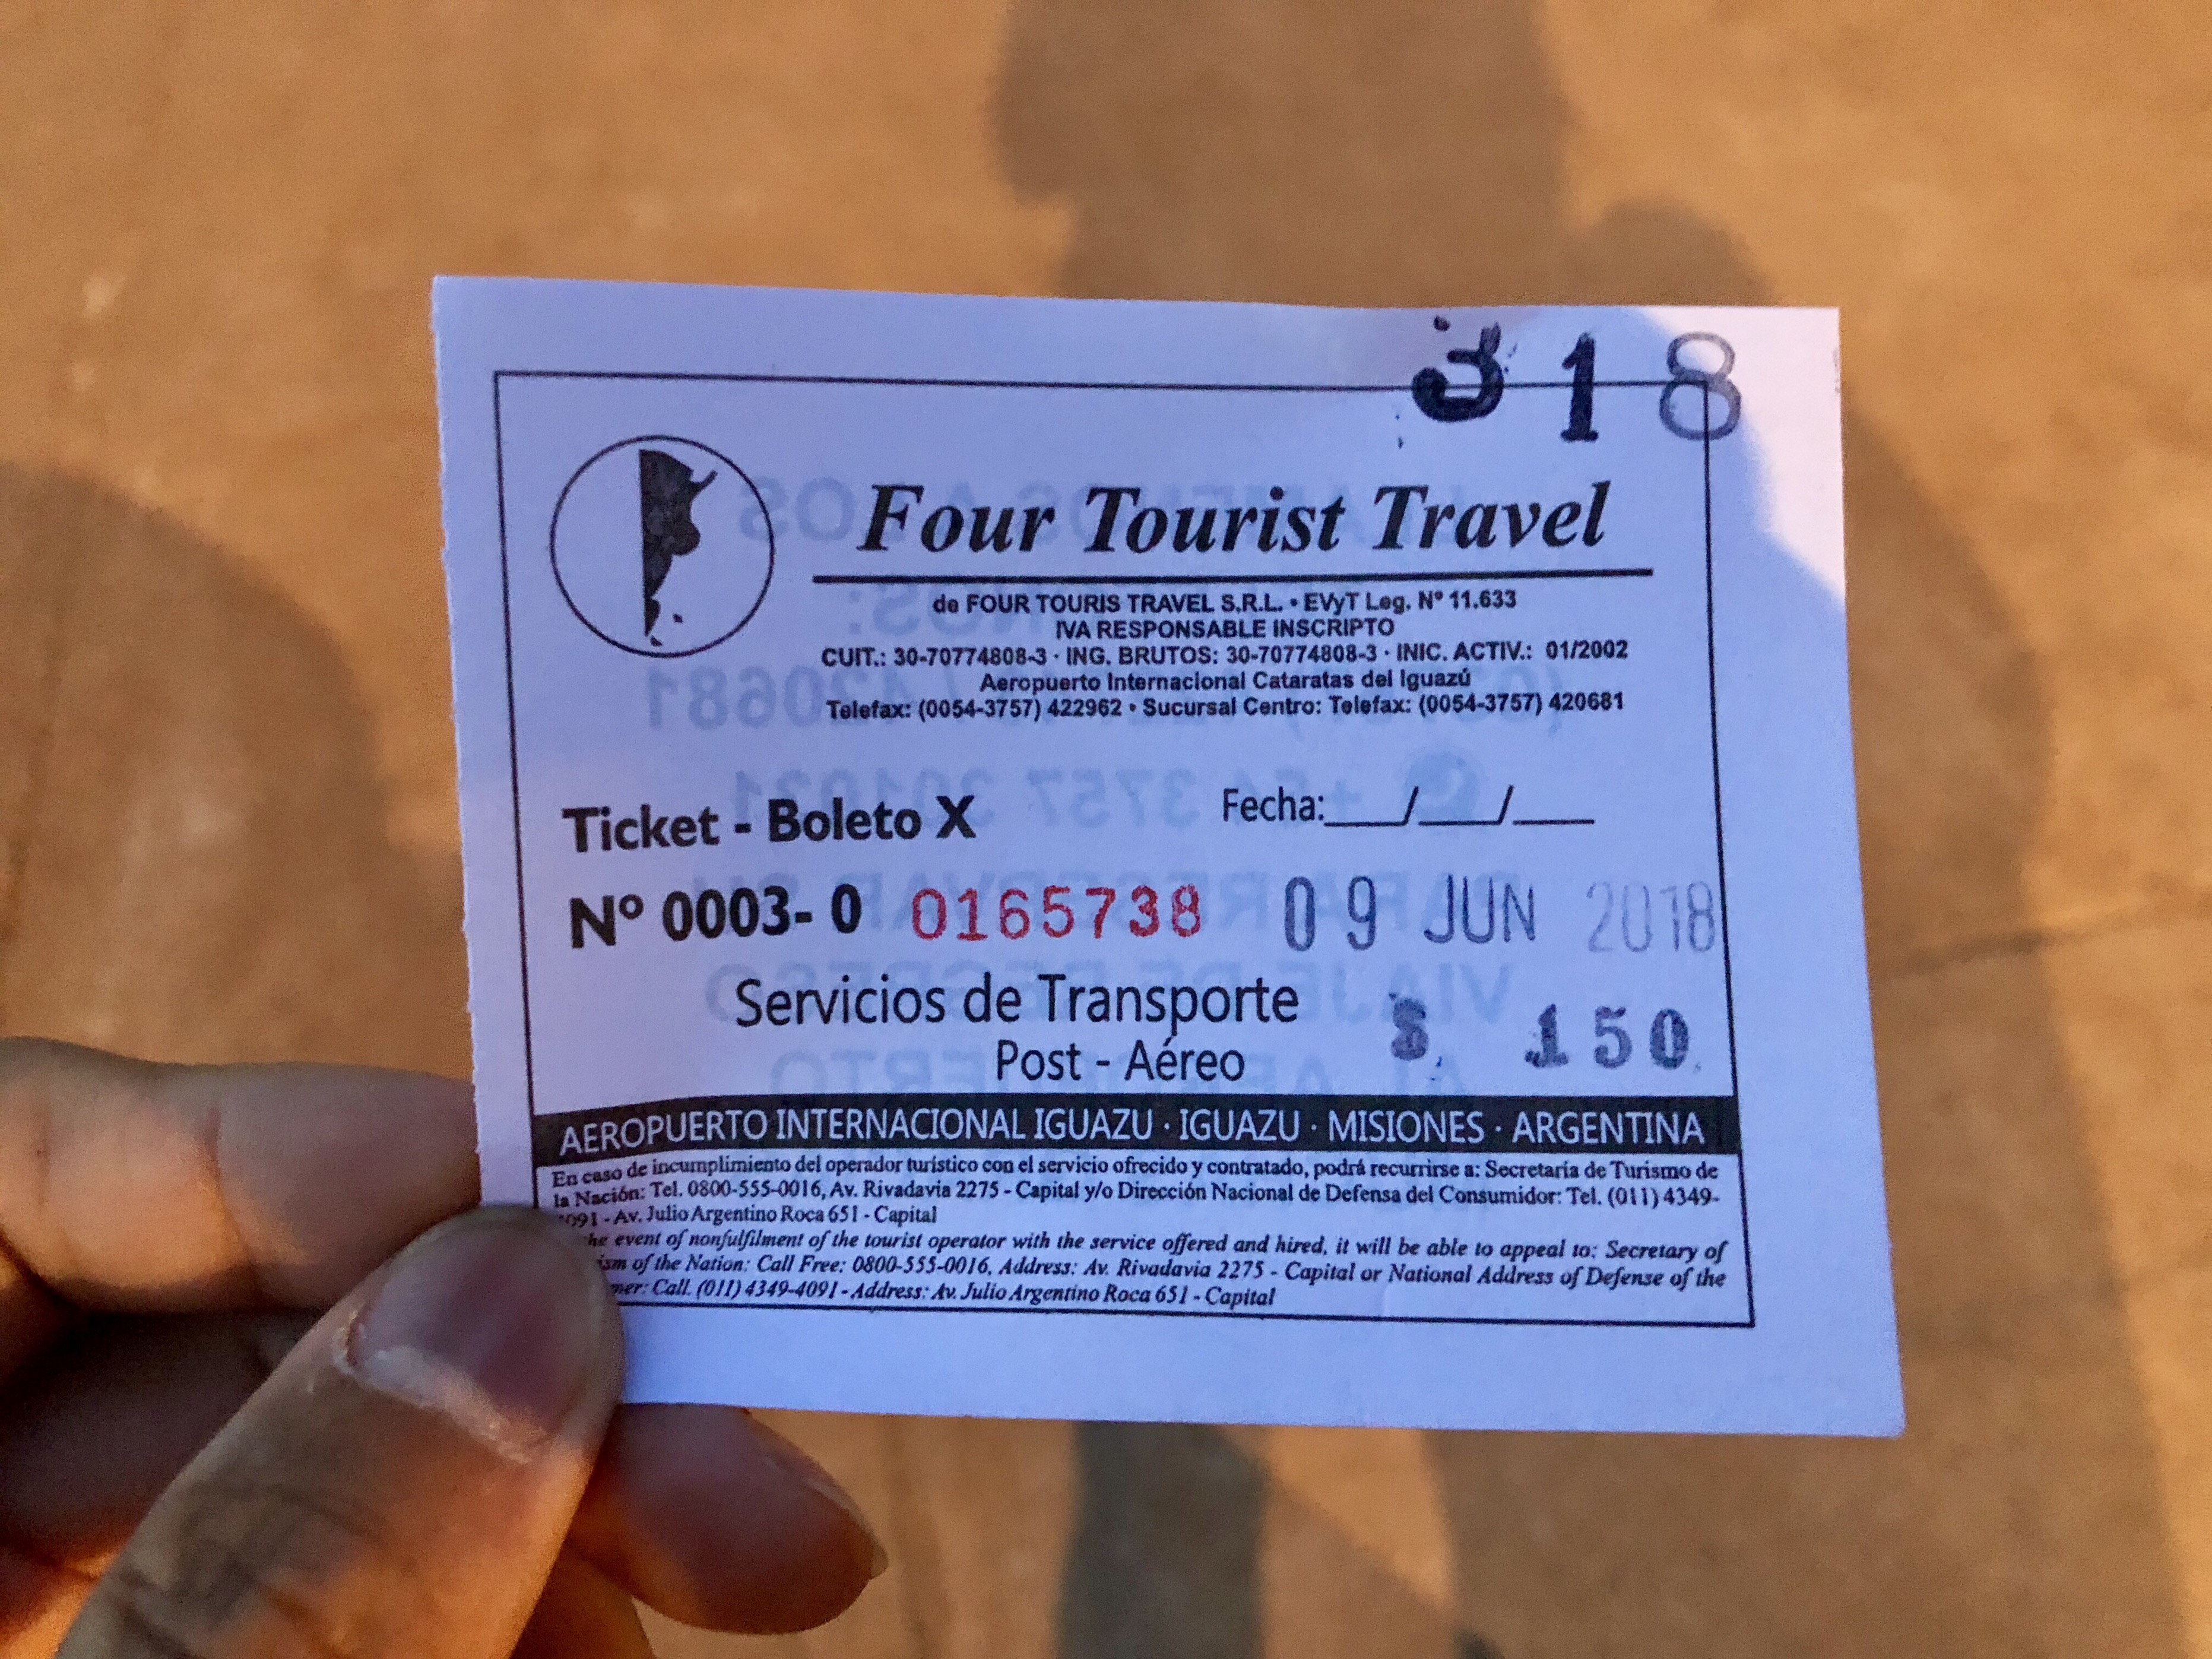 318
Four Tourist Travel
de FOUR TOURIS TRAVEL S.R.L. • EVyT Leg. Nº 11.633
IVA RESPONSABLE INSCRIPTO
CUIT.: 30-70774808-3 · ING. BRUTOS: 30-70774808-3 · INIC. ACTIV.: 01/2002
Aeropuerto Internacional Cataratas del Iguazú
Telefax: (0054-3757) 422962 • Sucursal Centro: Telefax: (0054-3757) 420681
Ticket - Boleto X
Fecha:___/___/___
Nº 0003- 0 0165738 09 JUN 2018
Servicios de Transporte
Post - Aéreo
$ 150
AEROPUERTO INTERNACIONAL IGUAZU · IGUAZU · MISIONES · ARGENTINA
En caso de incumplimiento del operador turístico con el servicio ofrecido y contratado, podrá recurrirse a: Secretaría de Turismo de
la Nación: Tel. 0800-555-0016, Av. Rivadavia 2275 - Capital y/o Dirección Nacional de Defensa del Consumidor: Tel. (011) 4349-
4091 - Av. Julio Argentino Roca 651 - Capital
the event of nonfulfilment of the tourist operator with the service offered and hired, it will be able to appeal to: Secretary of
of the Nation: Call Free: 0800-555-0016, Address: Av. Rivadavia 2275 - Capital or National Address of Defense of the
Call. (011) 4349-4091 - Address: Av. Julio Argentino Roca 651 - Capital